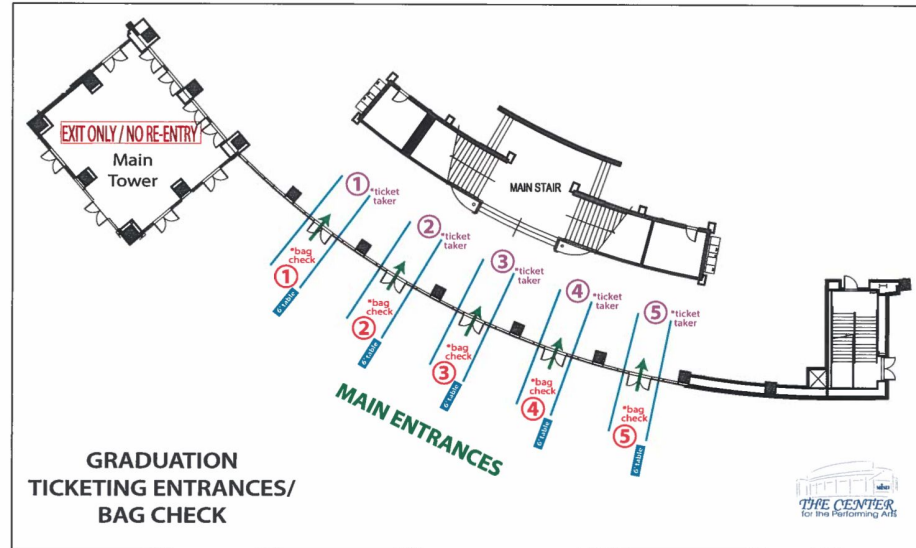 EXIT ONLY / NO RE-ENTRY
Main
Tower
MAIN STAIR
1
*ticket
taker
2
*ticket
taker
3
*ticket
taker
4
*ticket
taker
5
*ticket
taker
*bag
check
1
6' table
*bag
check
2
6' table
*bag
check
3
6' table
*bag
check
4
6' table
*bag
check
5
6' table
MAIN ENTRANCES
GRADUATION
TICKETING ENTRANCES/
BAG CHECK
THE CENTER
for the Performing Arts